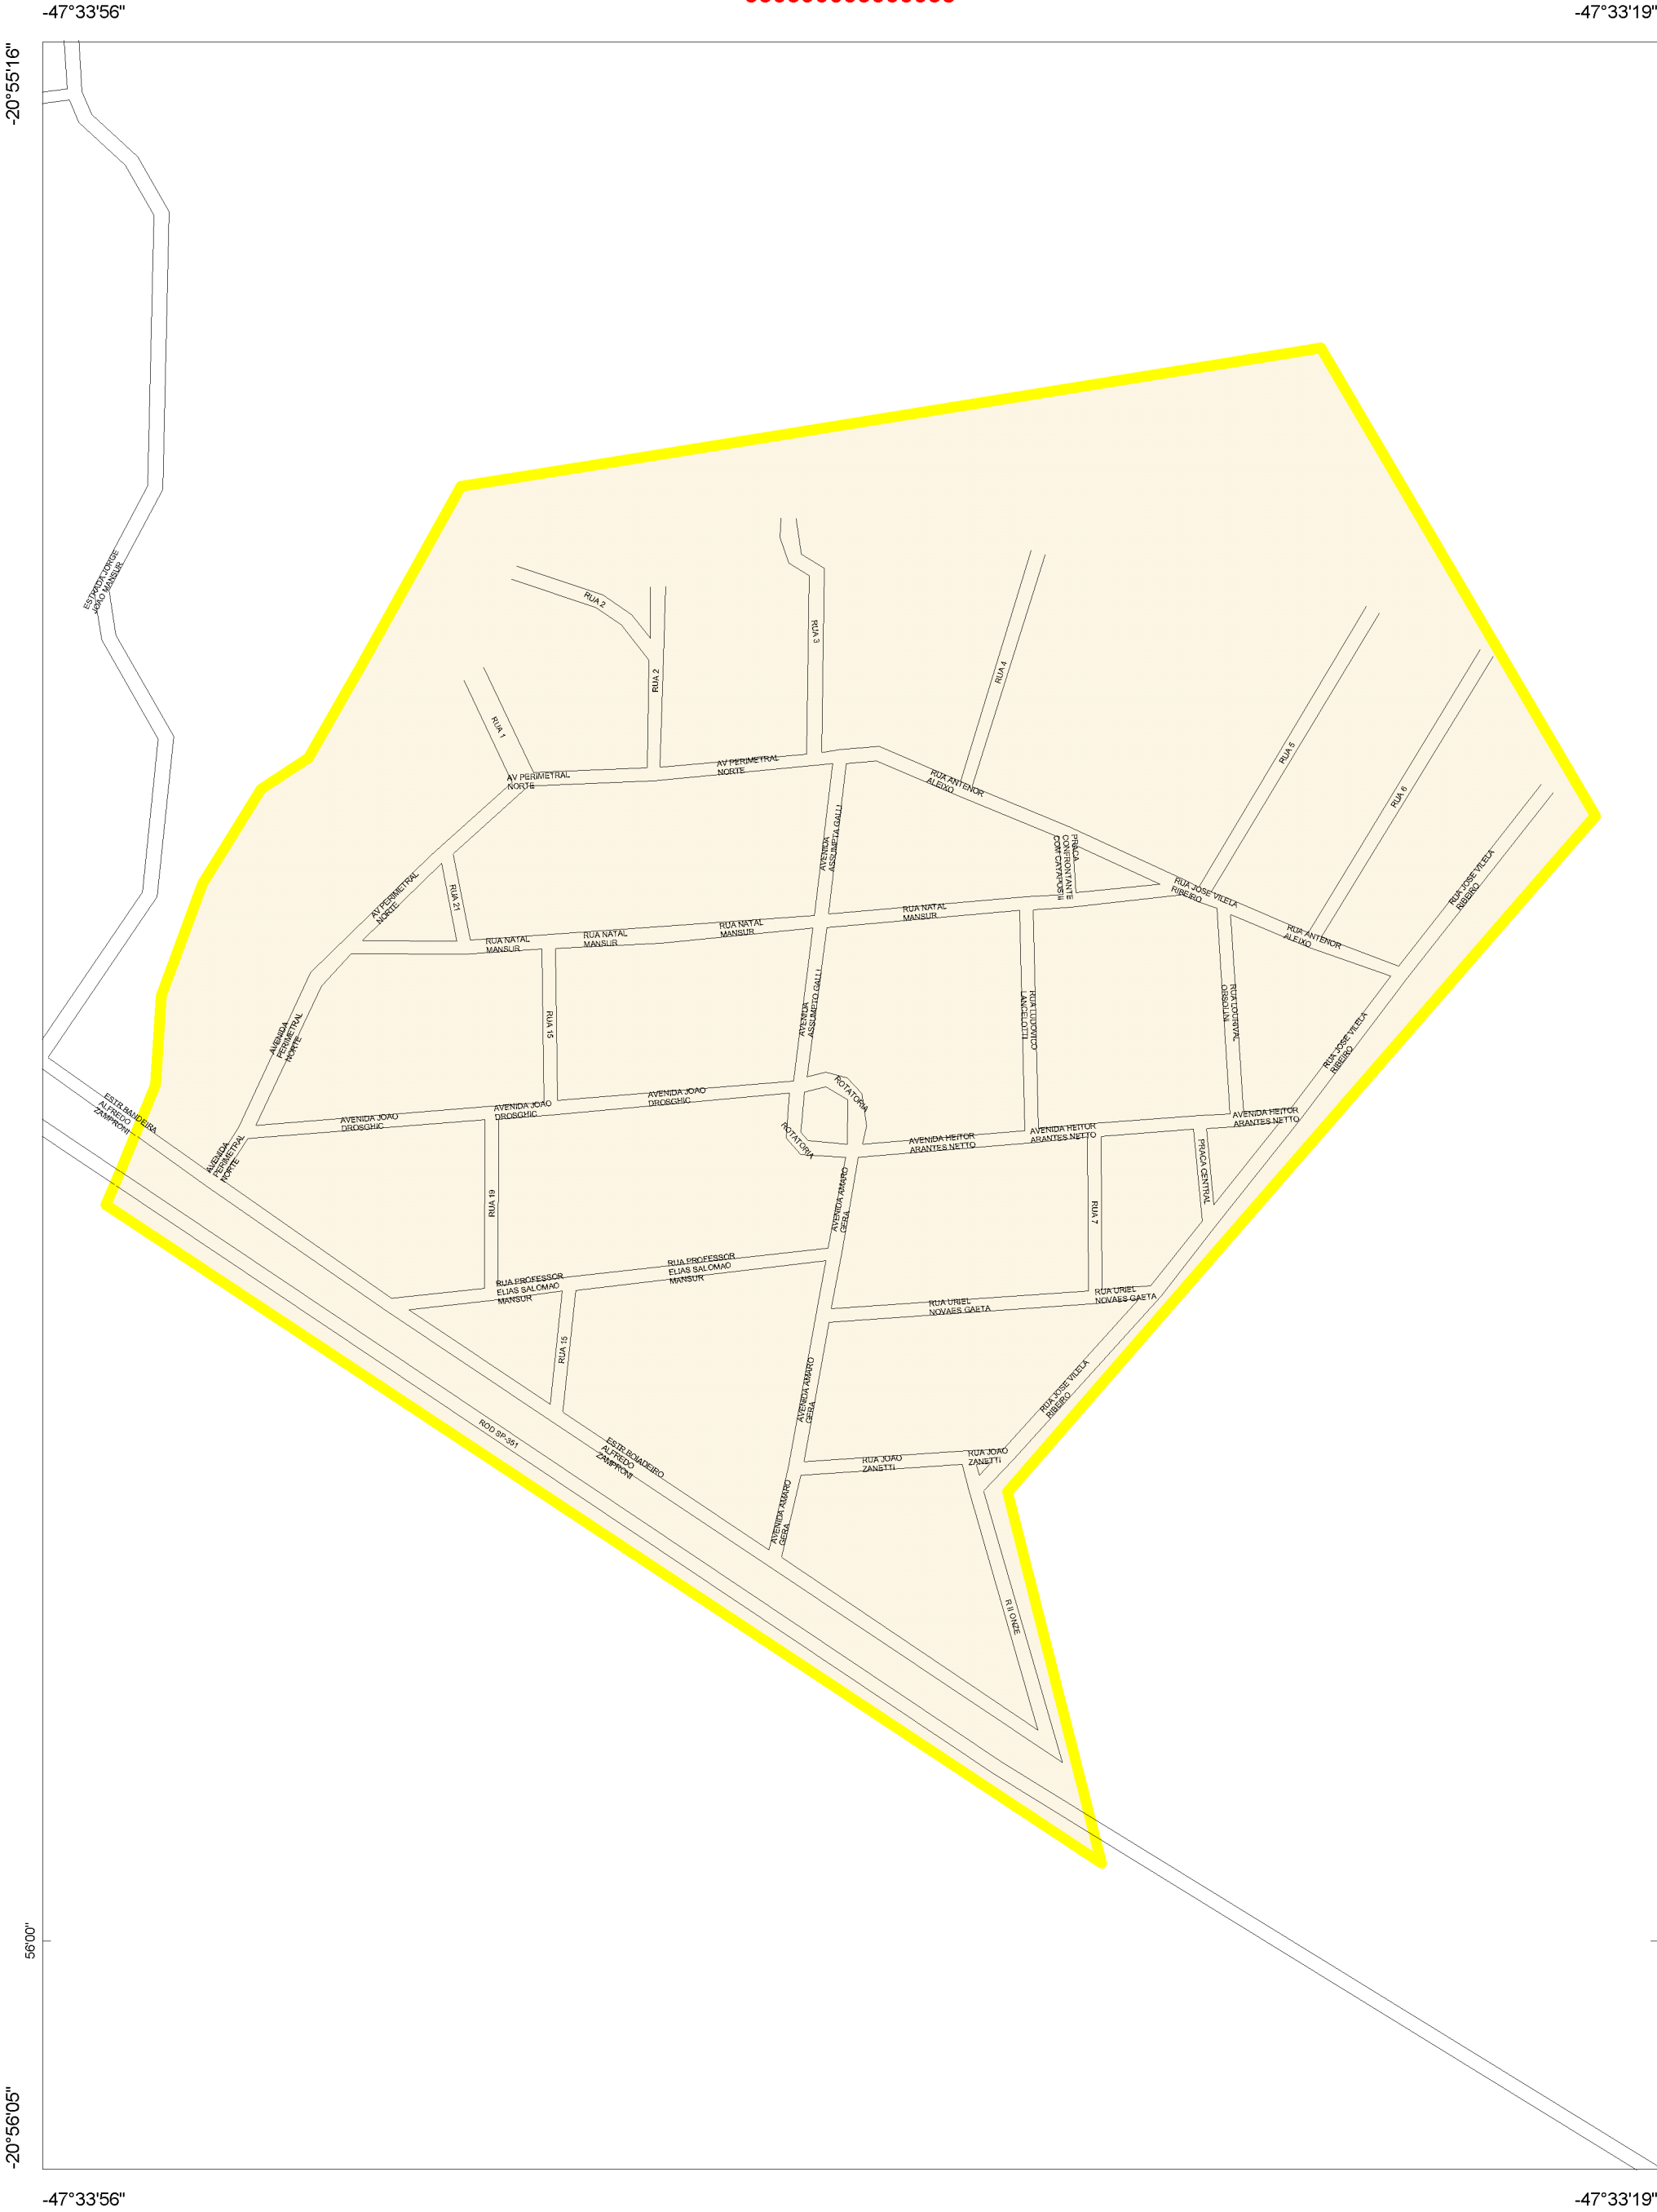 -47°33'56"
-47°33'19"
-20°55'16"
ESTRADA JORGE
JOAO MANSUR
RUA 2
RUA 3
RUA 2
RUA 4
RUA 1
RUA 5
RUA 6
AV PERIMETRAL
NORTE
AV PERIMETRAL
NORTE
RUA ANTENOR
ALEIXO
AVENIDA
ASSUMPTA GALLI
PRACA
CONFRONTANTE
COM CAYAPOS II
RUA JOSE VILELA
RIBEIRO
RUA JOSE VILELA
RIBEIRO
AV PERIMETRAL
NORTE
RUA 21
RUA NATAL
MANSUR
RUA NATAL
MANSUR
RUA NATAL
MANSUR
RUA NATAL
MANSUR
RUA ANTENOR
ALEIXO
AVENIDA
PERIMETRAL
NORTE
RUA 15
AVENIDA
ASSUMPTO GALLI
RUA LUDOVICO
LANCELOTTI
RUA LOURIVAL
ORSOLINI
RUA JOSE VILELA
RIBEIRO
ESTR.BANDEIRA
ALFREDO
ZAMPRONI
AVENIDA JOAO
DROSGHIC
AVENIDA JOAO
DROSGHIC
AVENIDA JOAO
DROSGHIC
ROTATORIA
ROTATORIA
AVENIDA HEITOR
ARANTES NETTO
AVENIDA HEITOR
ARANTES NETTO
AVENIDA HEITOR
ARANTES NETTO
AVENIDA
PERIMETRAL
NORTE
RUA 19
AVENIDA AMARO
GERA
RUA 7
PRACA CENTRAL
RUA PROFESSOR
ELIAS SALOMAO
MANSUR
RUA PROFESSOR
ELIAS SALOMAO
MANSUR
RUA URIEL
NOVAES GAETA
RUA URIEL
NOVAES GAETA
RUA 15
AVENIDA AMARO
GERA
RUA JOSE VILELA
RIBEIRO
ROD SP-351
ESTR.BOIADEIRO
ALFREDO
ZAMPRONI
RUA JOAO
ZANETTI
RUA JOAO
ZANETTI
AVENIDA AMARO
GERA
R II ONZE
56'00"
-20°56'05"
-47°33'56"
-47°33'19"